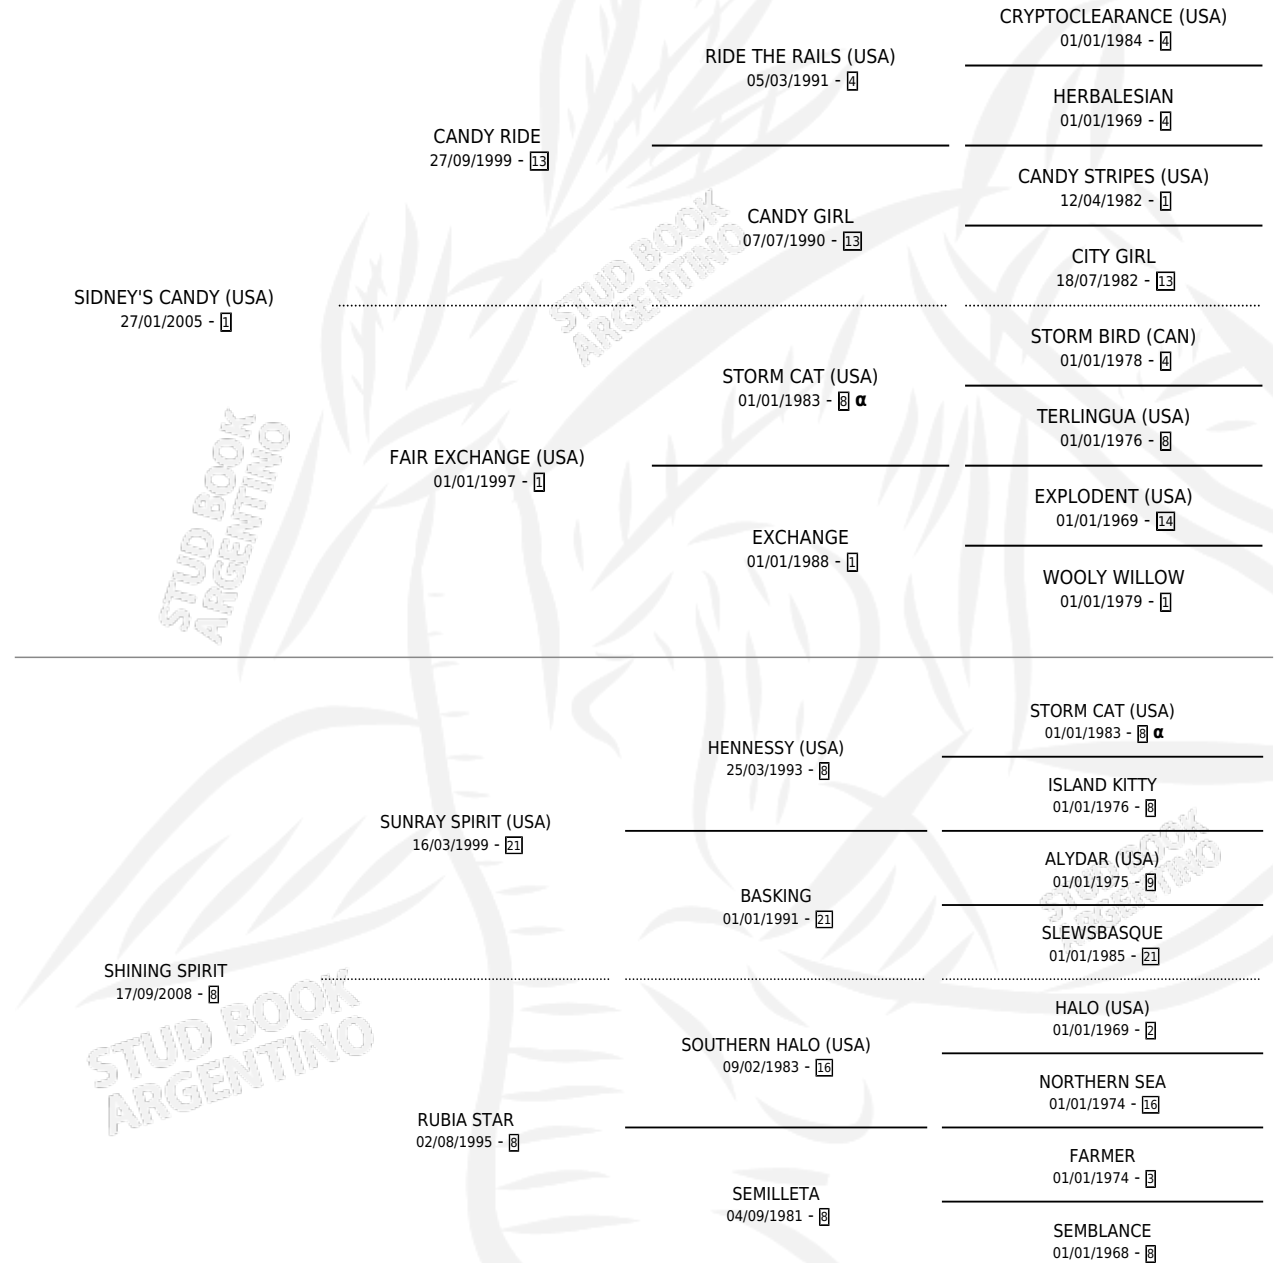 CRYPTOCLEARANCE (USA)
01/01/1984 - 4
RIDE THE RAILS (USA)
05/03/1991 - 4
HERBALESIAN
01/01/1969 - 4
CANDY RIDE
27/09/1999 - 13
CANDY STRIPES (USA)
12/04/1982 - 1
CANDY GIRL
07/07/1990 - 13
CITY GIRL
18/07/1982 - 13
SIDNEY'S CANDY (USA)
27/01/2005 - 1
STORM BIRD (CAN)
01/01/1978 - 4
STORM CAT (USA)
01/01/1983 - 8 α
TERLINGUA (USA)
01/01/1976 - 8
FAIR EXCHANGE (USA)
01/01/1997 - 1
EXPLODENT (USA)
01/01/1969 - 14
EXCHANGE
01/01/1988 - 1
WOOLY WILLOW
01/01/1979 - 1
STUD BOOK
ARGENTINO
STUD BOOK
ARGENTINO
STORM CAT (USA)
01/01/1983 - 8 α
HENNESSY (USA)
25/03/1993 - 8
ISLAND KITTY
01/01/1976 - 8
SUNRAY SPIRIT (USA)
16/03/1999 - 21
ALYDAR (USA)
01/01/1975 - 9
BASKING
01/01/1991 - 21
SLEWSBASQUE
01/01/1985 - 21
SHINING SPIRIT
17/09/2008 - 8
HALO (USA)
01/01/1969 - 2
SOUTHERN HALO (USA)
09/02/1983 - 16
NORTHERN SEA
01/01/1974 - 16
RUBIA STAR
02/08/1995 - 8
FARMER
01/01/1974 - 3
SEMILLETA
04/09/1981 - 8
SEMBLANCE
01/01/1968 - 8
STUD BOOK
ARGENTINO
STUD BOOK
ARGENTINO